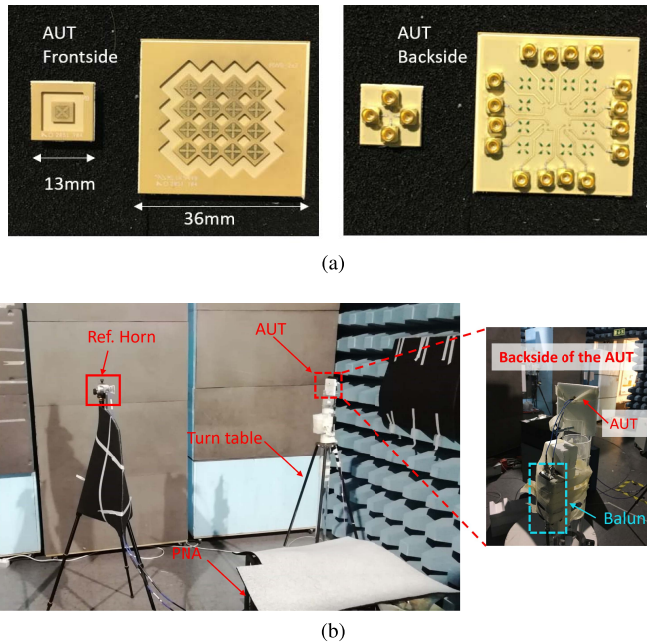 AUT
Frontside
13mm
36mm
AUT
Backside
(a)
Ref. Horn
AUT
Turn table
PNA
Backside of the AUT
AUT
Balun
(b)